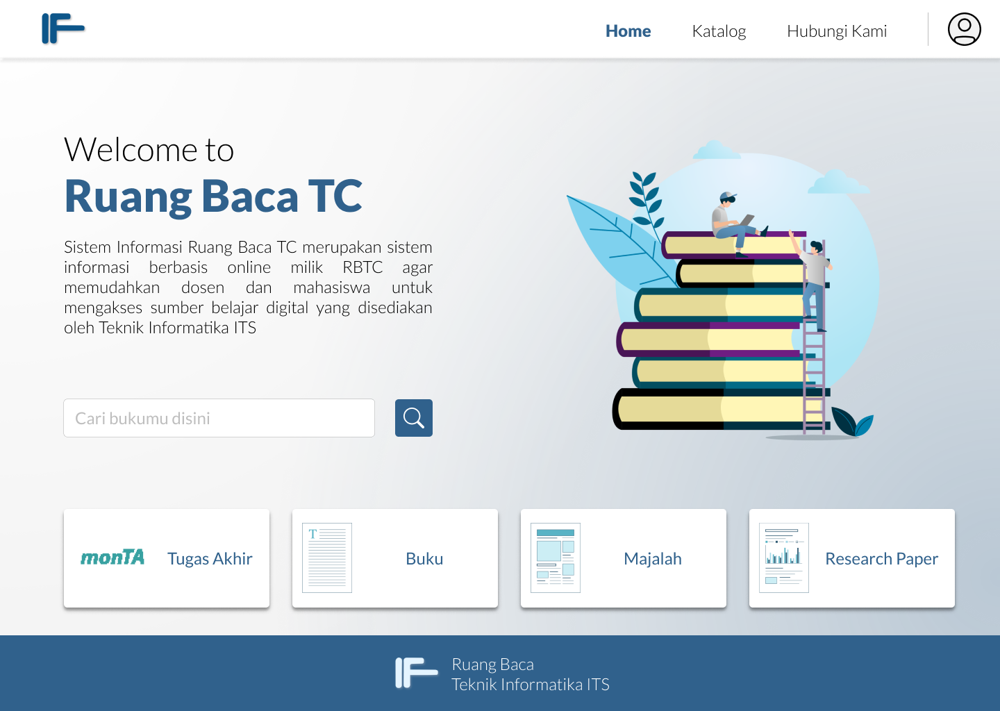 IF
Home
Katalog
Hubungi Kami
Welcome to
Ruang Baca TC
Sistem Informasi Ruang Baca TC merupakan sistem
informasi berbasis online milik RBTC agar
memudahkan dosen dan mahasiswa untuk
mengakses sumber belajar digital yang disediakan
oleh Teknik Informatika ITS
Cari bukumu disini
monTA
Tugas Akhir
T
Buku
Majalah
Research Paper
IF
Ruang Baca
Teknik Informatika ITS